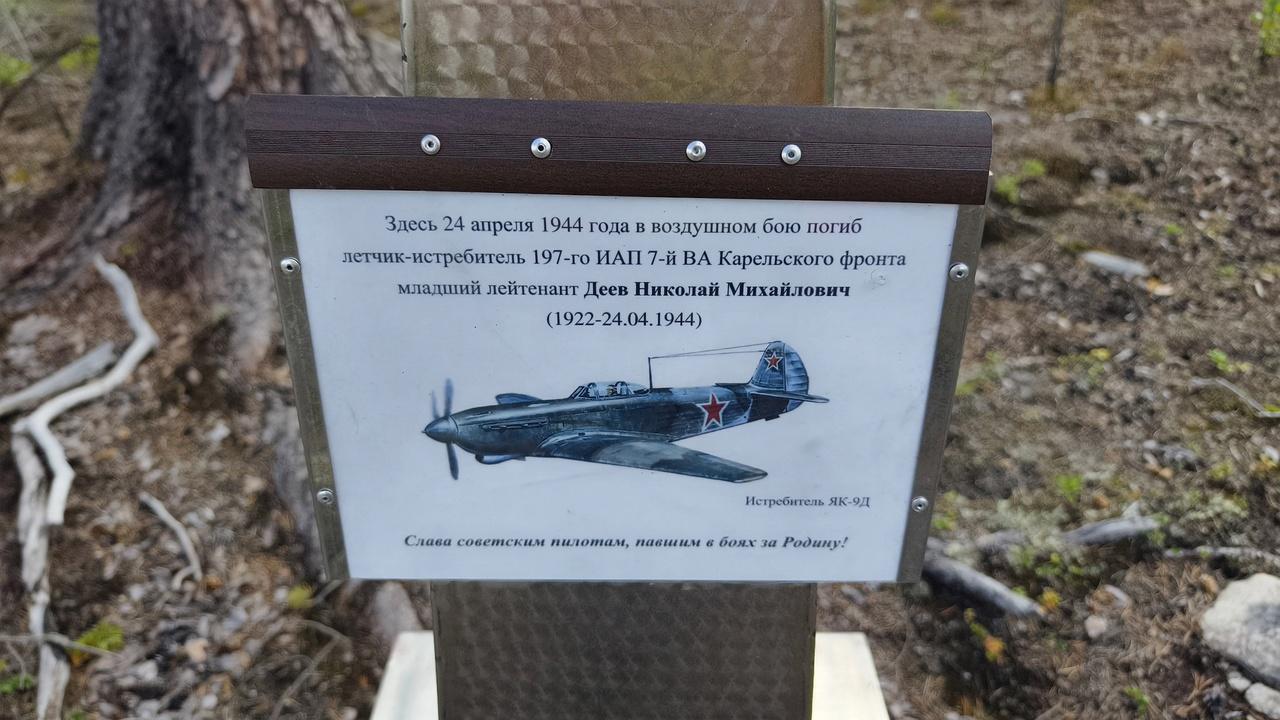 Здесь 24 апреля 1944 года в воздушном бою погиб
летчик-истребитель 197-го ИАП 7-й ВА Карельского фронта
младший лейтенант Деев Николай Михайлович
(1922-24.04.1944)
Истребитель ЯК-9Д
Слава советским пилотам, павшим в боях за Родину!